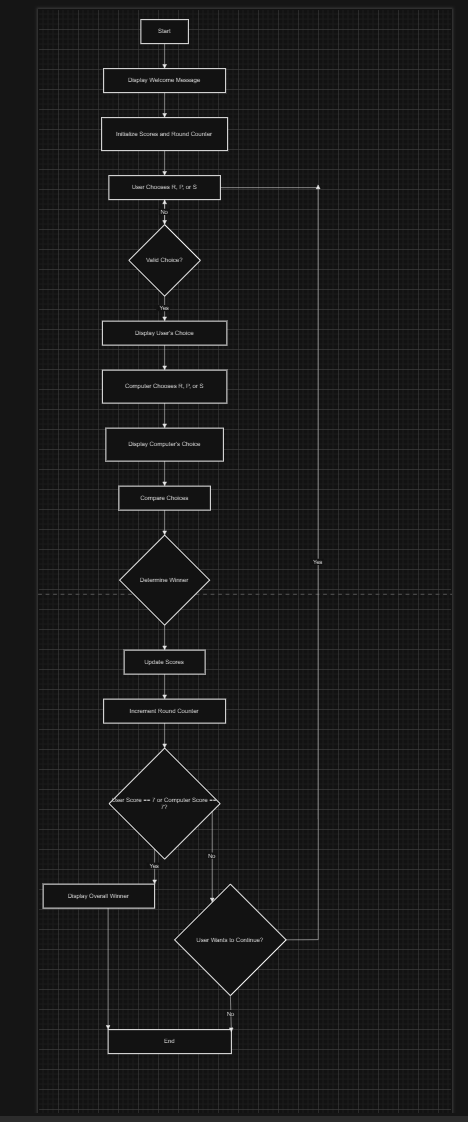 Start
Display Welcome Message
Initialize Scores and Round Counter
User Chooses R, P, or S
No
Valid Choice?
Yes
Display User's Choice
Computer Chooses R, P, or S
Display Computer's Choice
Compare Choices
Yes
Determine Winner
Update Scores
Increment Round Counter
User Score == 7 or Computer Score ==
7?
No
Yes
Display Overall Winner
User Wants to Continue?
No
End